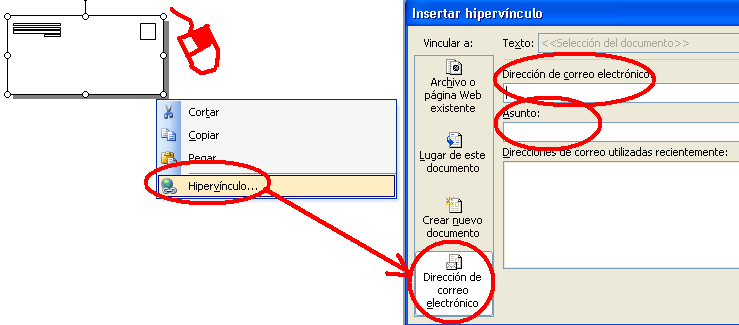 Cortar
Copiar
Pegar
Hipervínculo...
Insertar hipervínculo
Vincular a:
Texto: <<Selección del documento>>
Archivo o
página Web
existente
Lugar de este
documento
Crear nuevo
documento
Dirección de
correo
electrónico
Dirección de correo electrónico:
Asunto:
Direcciones de correo utilizadas recientemente: